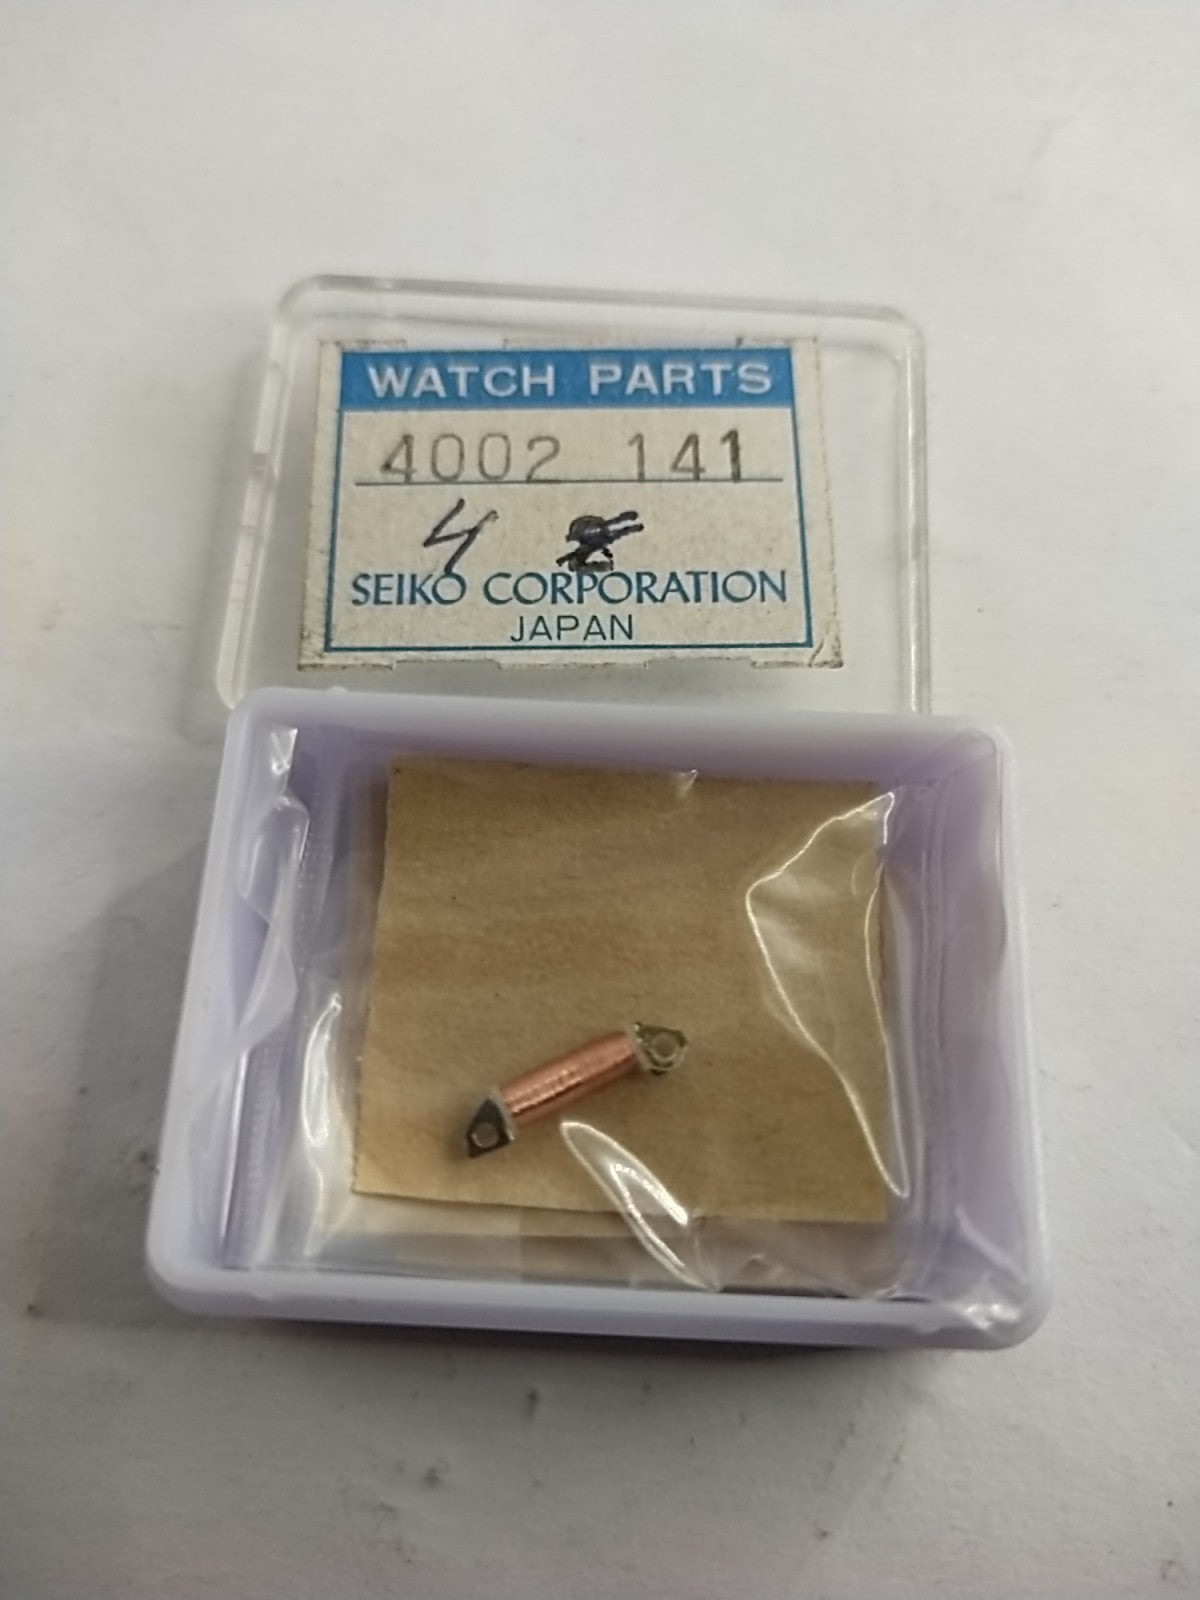 WATCH PARTS
4002 141
4
SEIKO CORPORATION
JAPAN